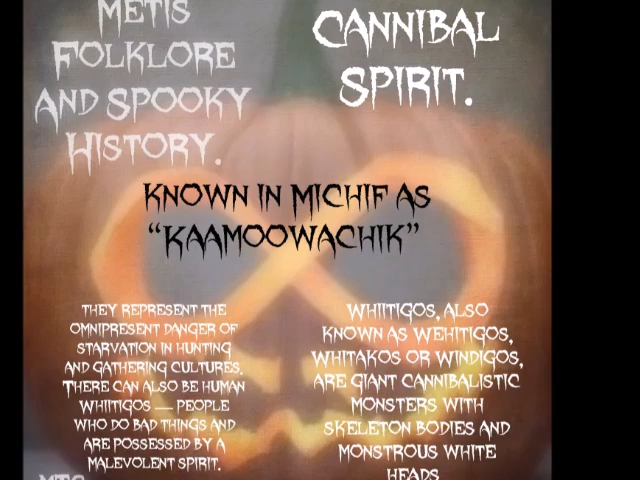 METIS
FOLKLORE
AND SPOOKY
HISTORY.
CANNIBAL
SPIRIT.
KNOWN IN MICHIF AS
“KAAMOOWACHIK”
THEY REPRESENT THE
OMNIPRESENT DANGER OF
STARVATION IN HUNTING
AND GATHERING CULTURES.
THERE CAN ALSO BE HUMAN
WHIITIGOS — PEOPLE
WHO DO BAD THINGS AND
ARE POSSESSED BY A
MALEVOLENT SPIRIT.
WHIITIGOS, ALSO
KNOWN AS WEHITIGOS,
WHITAKOS OR WINDIGOS,
ARE GIANT CANNIBALISTIC
MONSTERS WITH
SKELETON BODIES AND
MONSTROUS WHITE
HEADS